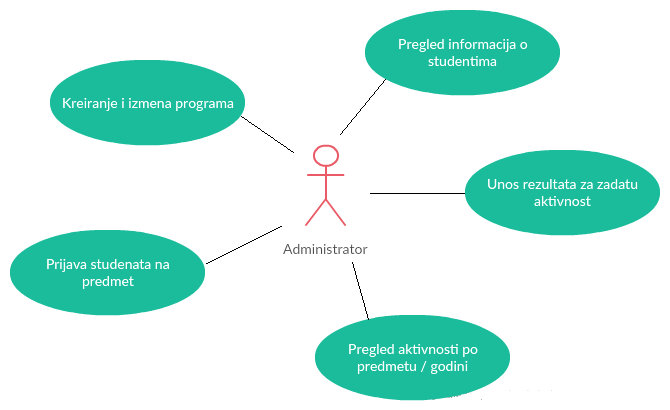 Pregled informacija o
studentima
Kreiranje i izmena programa
Unos rezultata za zadatu
aktivnost
Administrator
Prijava studenata na
predmet
Pregled aktivnosti po
predmetu / godini